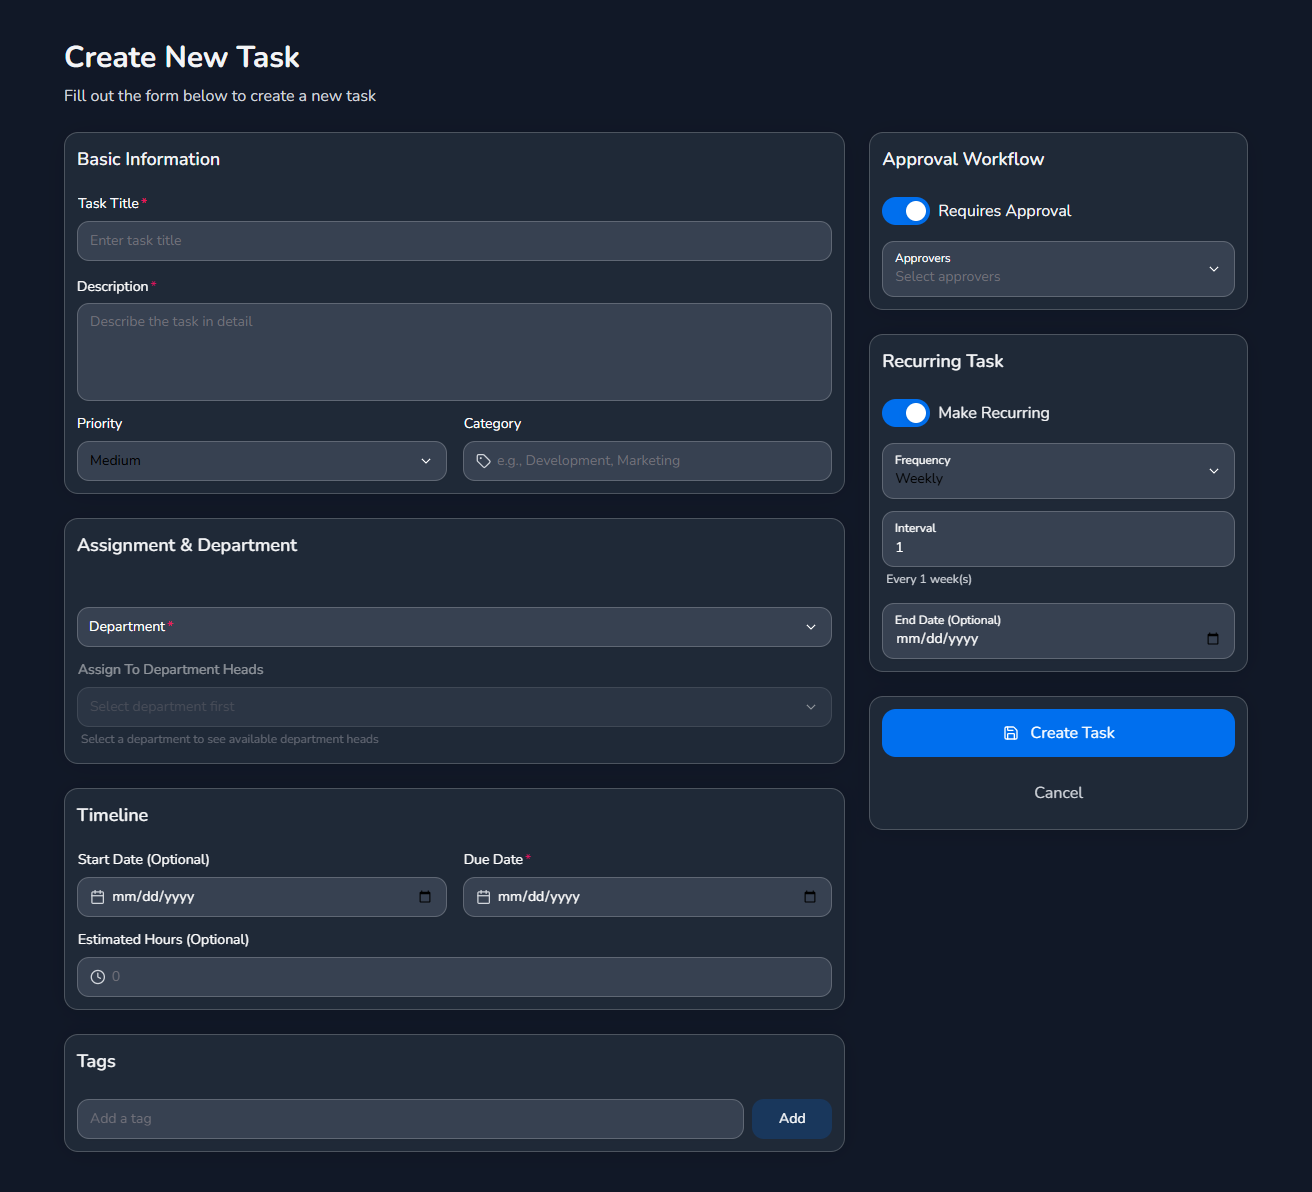 Create New Task
Fill out the form below to create a new task
Basic Information
Task Title*
Enter task title
Description*
Describe the task in detail
Priority
Category
Medium
e.g., Development, Marketing
Assignment & Department
Department*
Assign To Department Heads
Select department first
Select a department to see available department heads
Timeline
Start Date (Optional)
Due Date*
mm/dd/yyyy
mm/dd/yyyy
Estimated Hours (Optional)
0
Tags
Add a tag
Add
Approval Workflow
Requires Approval
Approvers
Select approvers
Recurring Task
Make Recurring
Frequency
Weekly
Interval
1
Every 1 week(s)
End Date (Optional)
mm/dd/yyyy
Create Task
Cancel